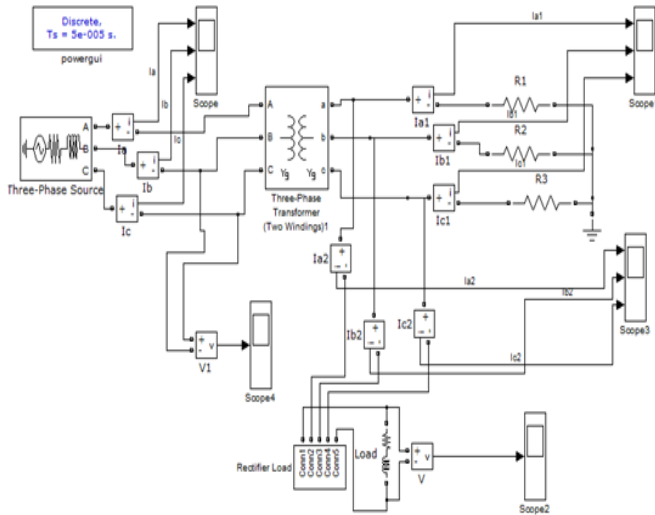 Discrete,
Ts = 5e-005 s.
powergui
Ia
Ib
Ic
Scope
A
B
C
Three-Phase Source
Ib
Ic
A
B
C
a
b
c
Yg
Yg
Three-Phase
Transformer
(Two Windings)1
Ia1
Ia1
Ib1
Ib1
Ic1
Ic1
R1
R2
R3
Scope
Ia2
Ia2
Ib2
Ib2
Ic2
Ic2
Scope3
V1
v
Scope4
Rectifier Load
Conn1
Conn2
Conn3
Conn4
Conn5
Load
V
v
Scope2